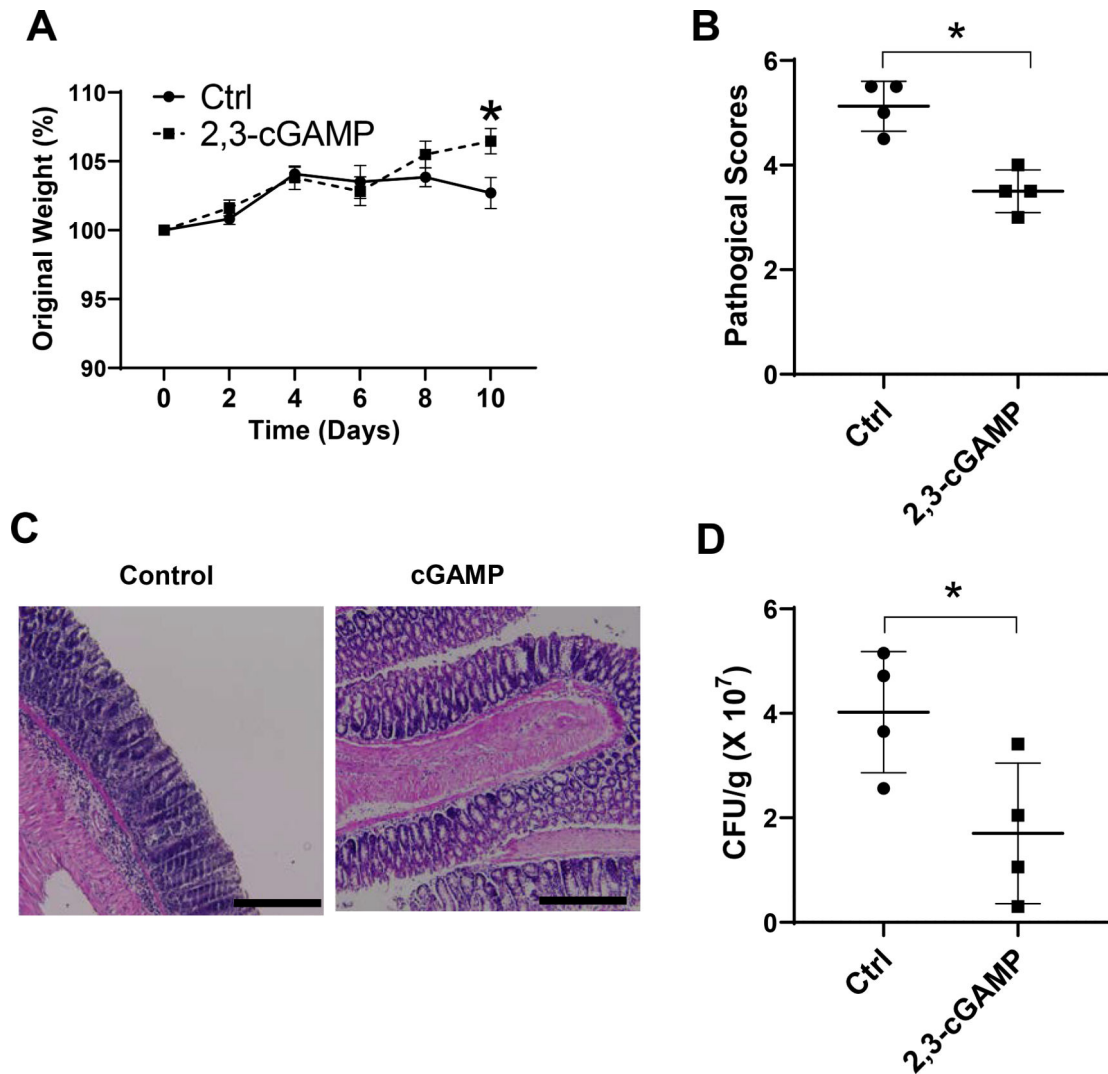 A
Original Weight (%)
110
105
100
95
90
Ctrl
2,3-cGAMP
*
0 2 4 6 8 10
Time (Days)
B
*
Pathogical Scores
6
4
2
0
Ctrl
2,3-cGAMP
C
Control
cGAMP
D
*
CFU/g (X 10⁷)
6
4
2
0
Ctrl
2,3-cGAMP